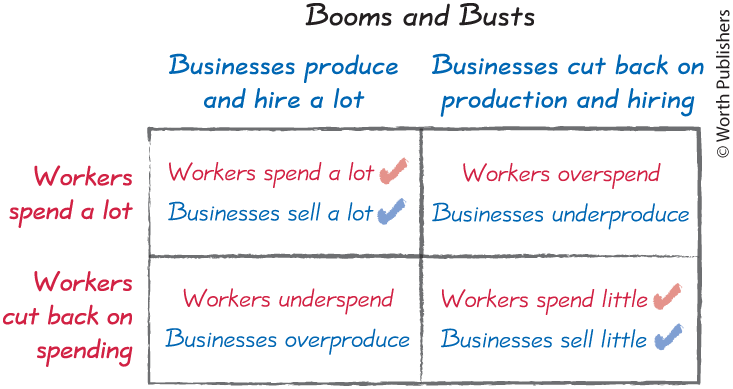 Booms and Busts
Businesses produce
and hire a lot
Businesses cut back on
production and hiring
Workers
spend a lot
Workers spend a lot
Businesses sell a lot
Workers overspend
Businesses underproduce
Workers
cut back on
spending
Workers underspend
Businesses overproduce
Workers spend little
Businesses sell little
© Worth Publishers